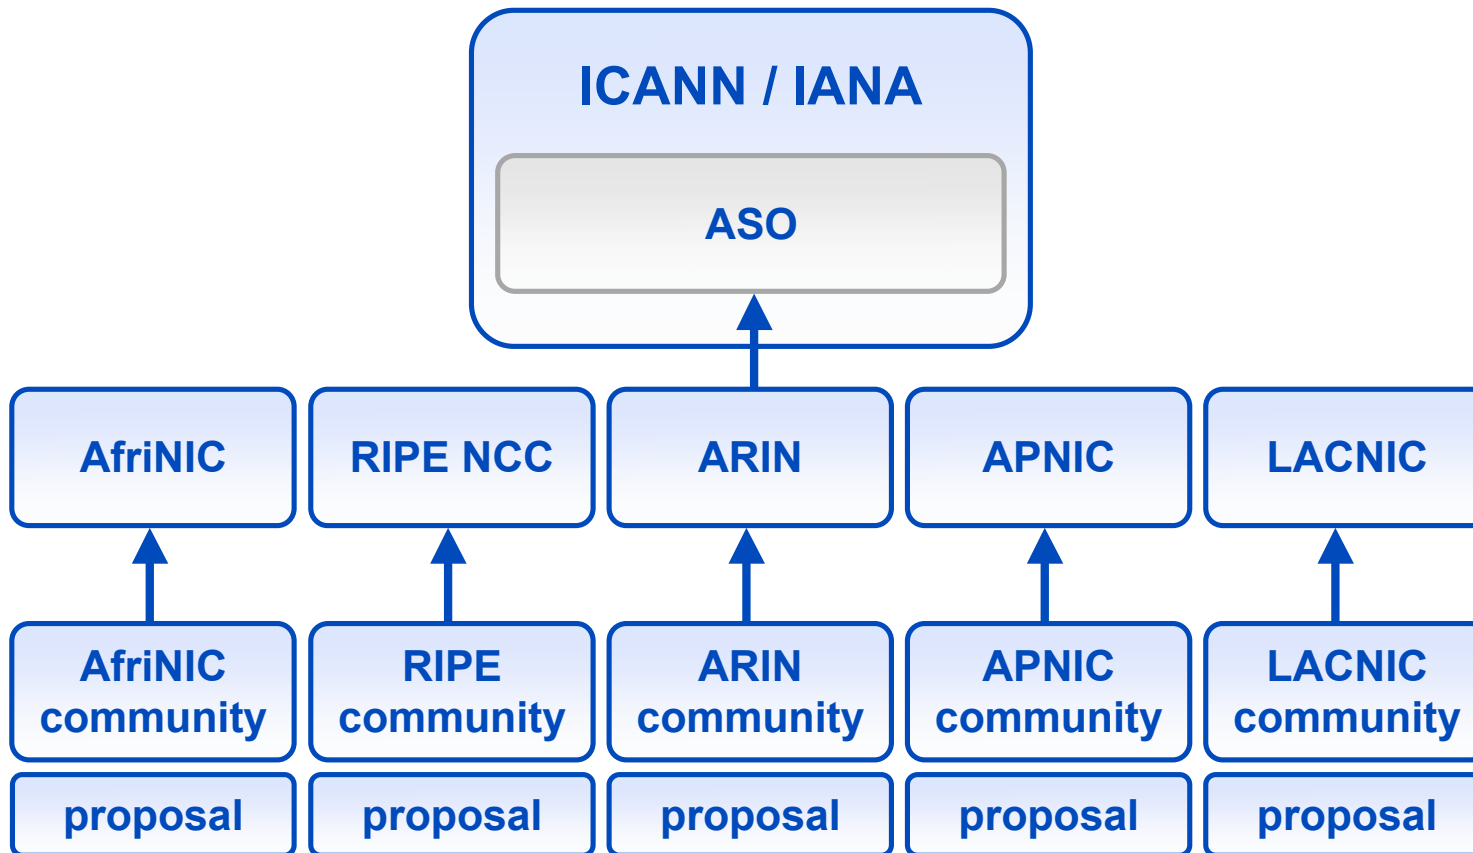 ICANN / IANA
ASO
AfriNIC
RIPE NCC
ARIN
APNIC
LACNIC
AfriNIC
community
RIPE
community
ARIN
community
APNIC
community
LACNIC
community
proposal
proposal
proposal
proposal
proposal